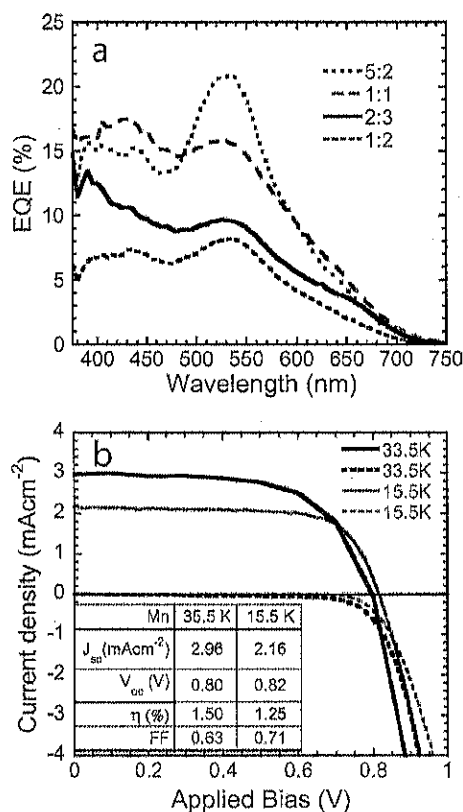 25
a
5:2
20
1:1
2:3
15
1:2
EQE (%)
10
5
0
400 450 500 550 600 650 700 750
Wavelength (nm)
4
b
33.5K
33.5K
3
15.5K
15.5K
2
1
Current density (mAcm-2)
0
Mn 35.5 K 15.5 K
-1
Jsc(mAcm-2) 2.96 2.16
-2
Voc (V) 0.80 0.82
-3
η (%) 1.50 1.25
FF 0.63 0.71
-4
0 0.2 0.4 0.6 0.8 1
Applied Bias (V)